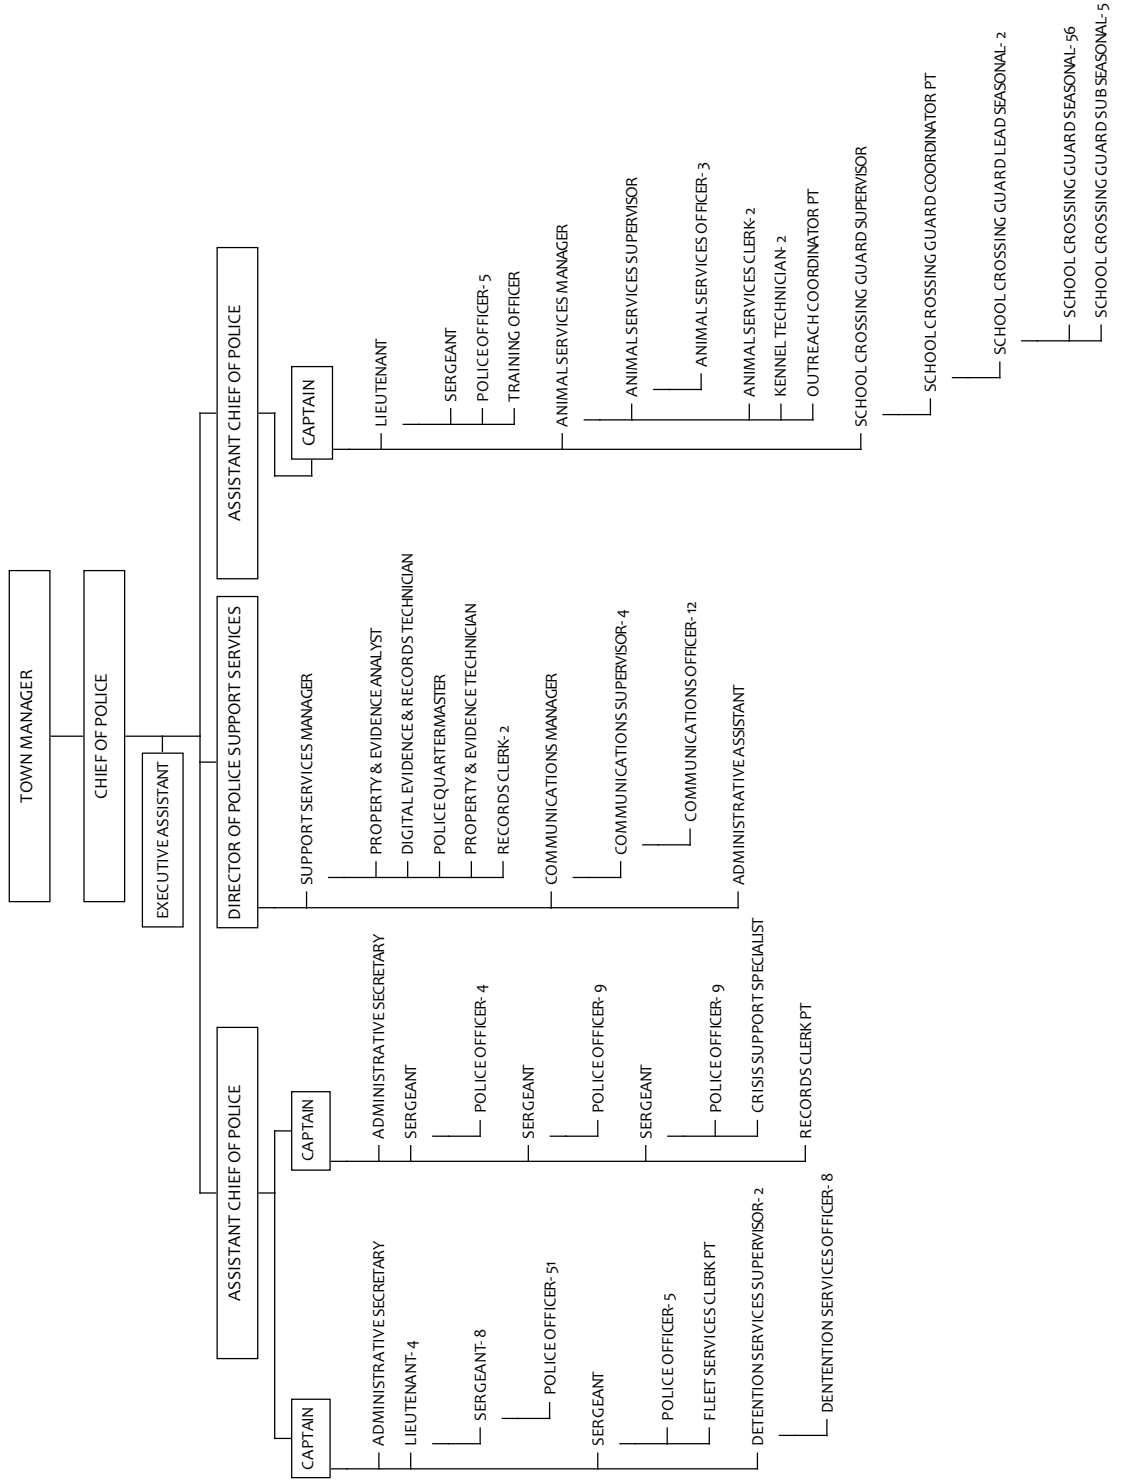 TOWN MANAGER
CHIEF OF POLICE
EXECUTIVE ASSISTANT
ASSISTANT CHIEF OF POLICE
CAPTAIN
ADMINISTRATIVE SECRETARY
LIEUTENANT- 4
SERGEANT- 8
POLICE OFFICER- 51
SERGEANT
POLICE OFFICER- 5
FLEET SERVICES CLERK PT
DETENTION SERVICES SUPERVISOR- 2
DENTENTION SERVICES OFFICER- 8
CAPTAIN
ADMINISTRATIVE SECRETARY
SERGEANT
POLICE OFFICER- 4
SERGEANT
POLICE OFFICER- 9
SERGEANT
POLICE OFFICER- 9
CRISIS SUPPORT SPECIALIST
RECORDS CLERK PT
DIRECTOR OF POLICE SUPPORT SERVICES
SUPPORT SERVICES MANAGER
PROPERTY & EVIDENCE ANALYST
DIGITAL EVIDENCE & RECORDS TECHNICIAN
POLICE QUARTERMASTER
PROPERTY & EVIDENCE TECHNICIAN
RECORDS CLERK- 2
COMMUNICATIONS MANAGER
COMMUNICATIONS SUPERVISOR- 4
COMMUNICATIONS OFFICER- 12
ADMINISTRATIVE ASSISTANT
ASSISTANT CHIEF OF POLICE
CAPTAIN
LIEUTENANT
SERGEANT
POLICE OFFICER- 5
TRAINING OFFICER
ANIMAL SERVICES MANAGER
ANIMAL SERVICES SUPERVISOR
ANIMAL SERVICES OFFICER- 3
ANIMAL SERVICES CLERK- 2
KENNEL TECHNICIAN- 2
OUTREACH COORDINATOR PT
SCHOOL CROSSING GUARD SUPERVISOR
SCHOOL CROSSING GUARD COORDINATOR PT
SCHOOL CROSSING GUARD LEAD SEASONAL- 2
SCHOOL CROSSING GUARD SEASONAL- 56
SCHOOL CROSSING GUARD SUB SEASONAL- 5